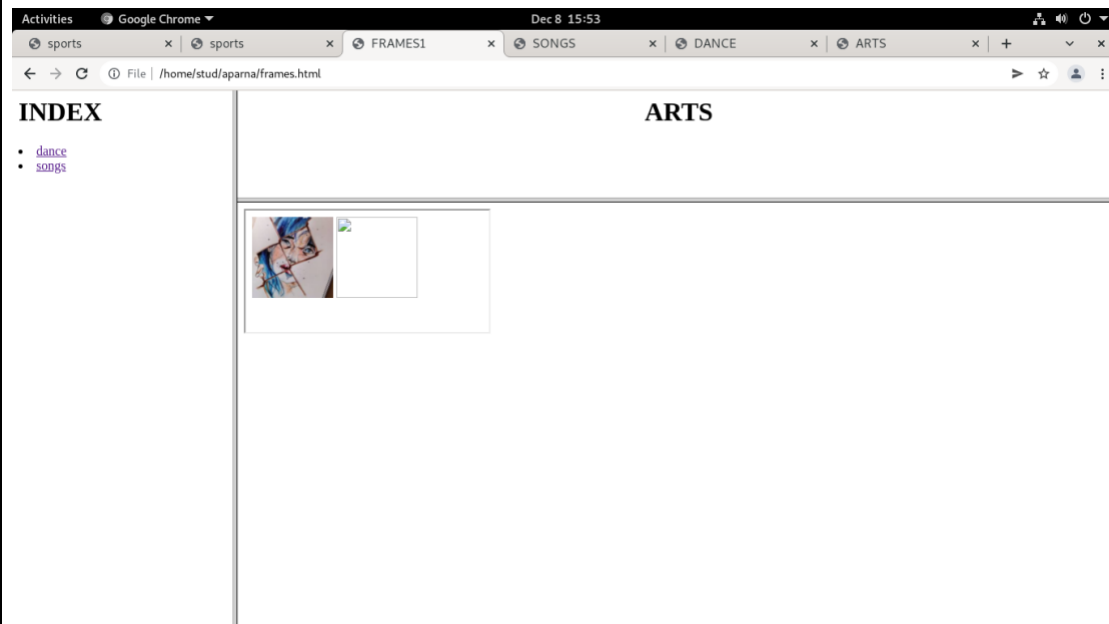 Activities Google Chrome Dec 8 15:53
sports sports FRAMES1 SONGS DANCE ARTS
File /home/stud/aparna/frames.html
INDEX
dance
songs
ARTS